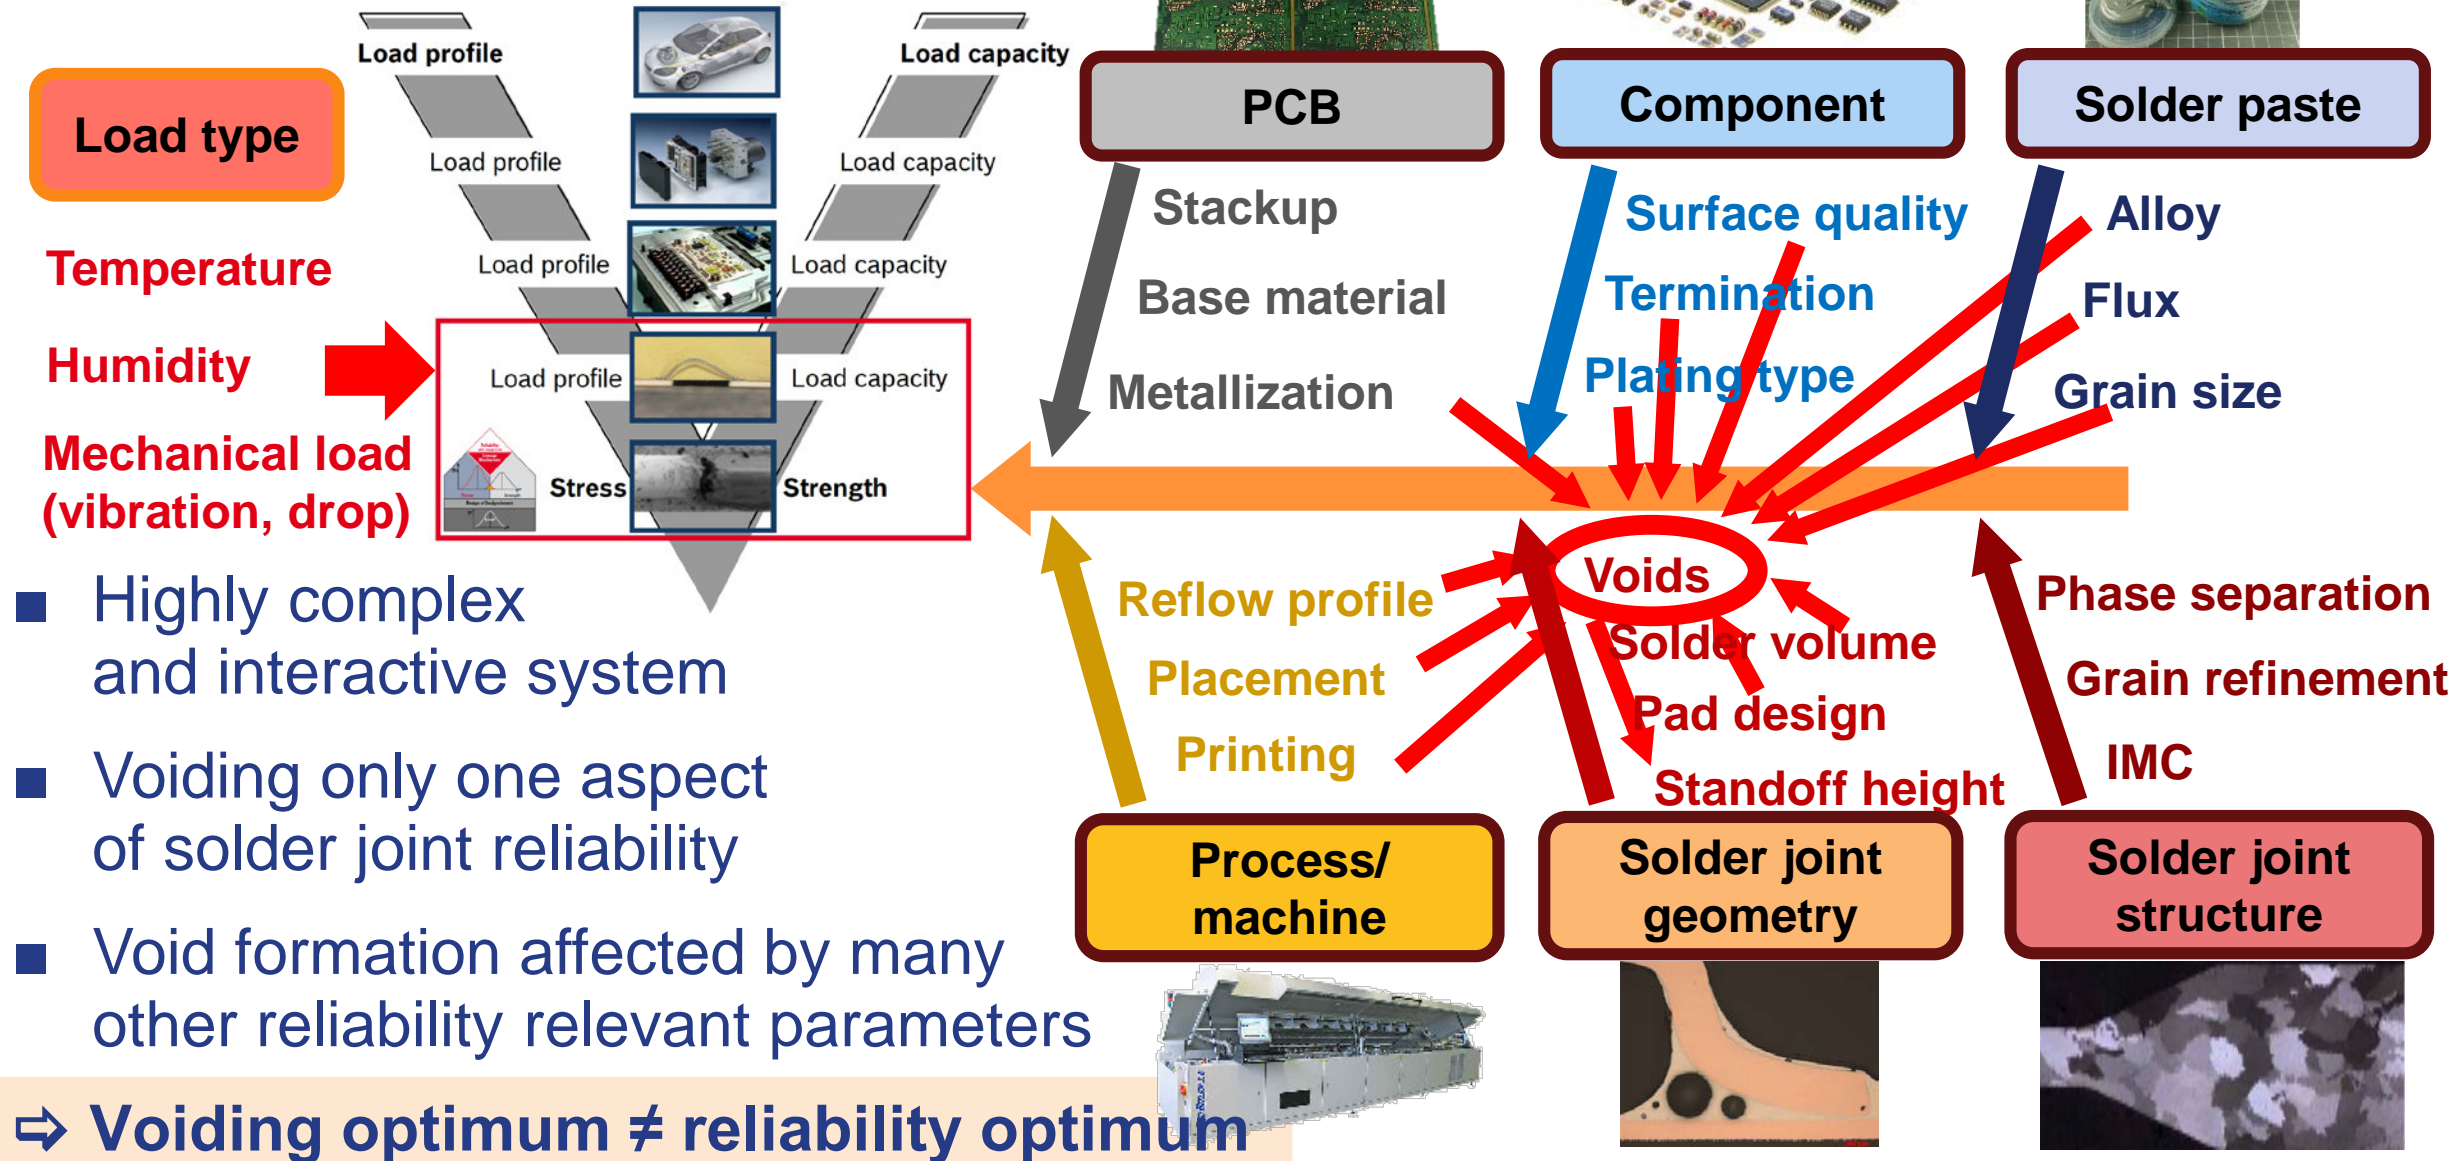 Load type
Temperature
Humidity
Mechanical load
(vibration, drop)
Load profile
Load capacity
Load profile
Load capacity
Load profile
Load capacity
Load profile
Load capacity
Stress
Strength
PCB
Stackup
Base material
Metallization
Component
Surface quality
Termination
Plating type
Solder paste
Alloy
Flux
Grain size
Voids
Reflow profile
Placement
Printing
Process/
machine
Solder volume
Pad design
Standoff height
Solder joint
geometry
Phase separation
Grain refinement
IMC
Solder joint
structure
■ Highly complex
and interactive system
■ Voiding only one aspect
of solder joint reliability
■ Void formation affected by many
other reliability relevant parameters
⇨ Voiding optimum ≠ reliability optimum